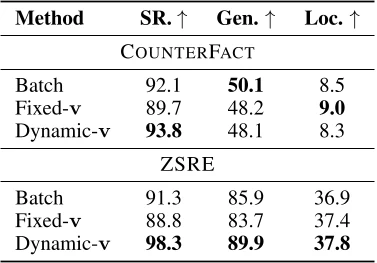 Method SR. ↑ Gen. ↑ Loc. ↑
COUNTERFACT
Batch 92.1 50.1 8.5
Fixed-v 89.7 48.2 9.0
Dynamic-v 93.8 48.1 8.3
ZSRE
Batch 91.3 85.9 36.9
Fixed-v 88.8 83.7 37.4
Dynamic-v 98.3 89.9 37.8